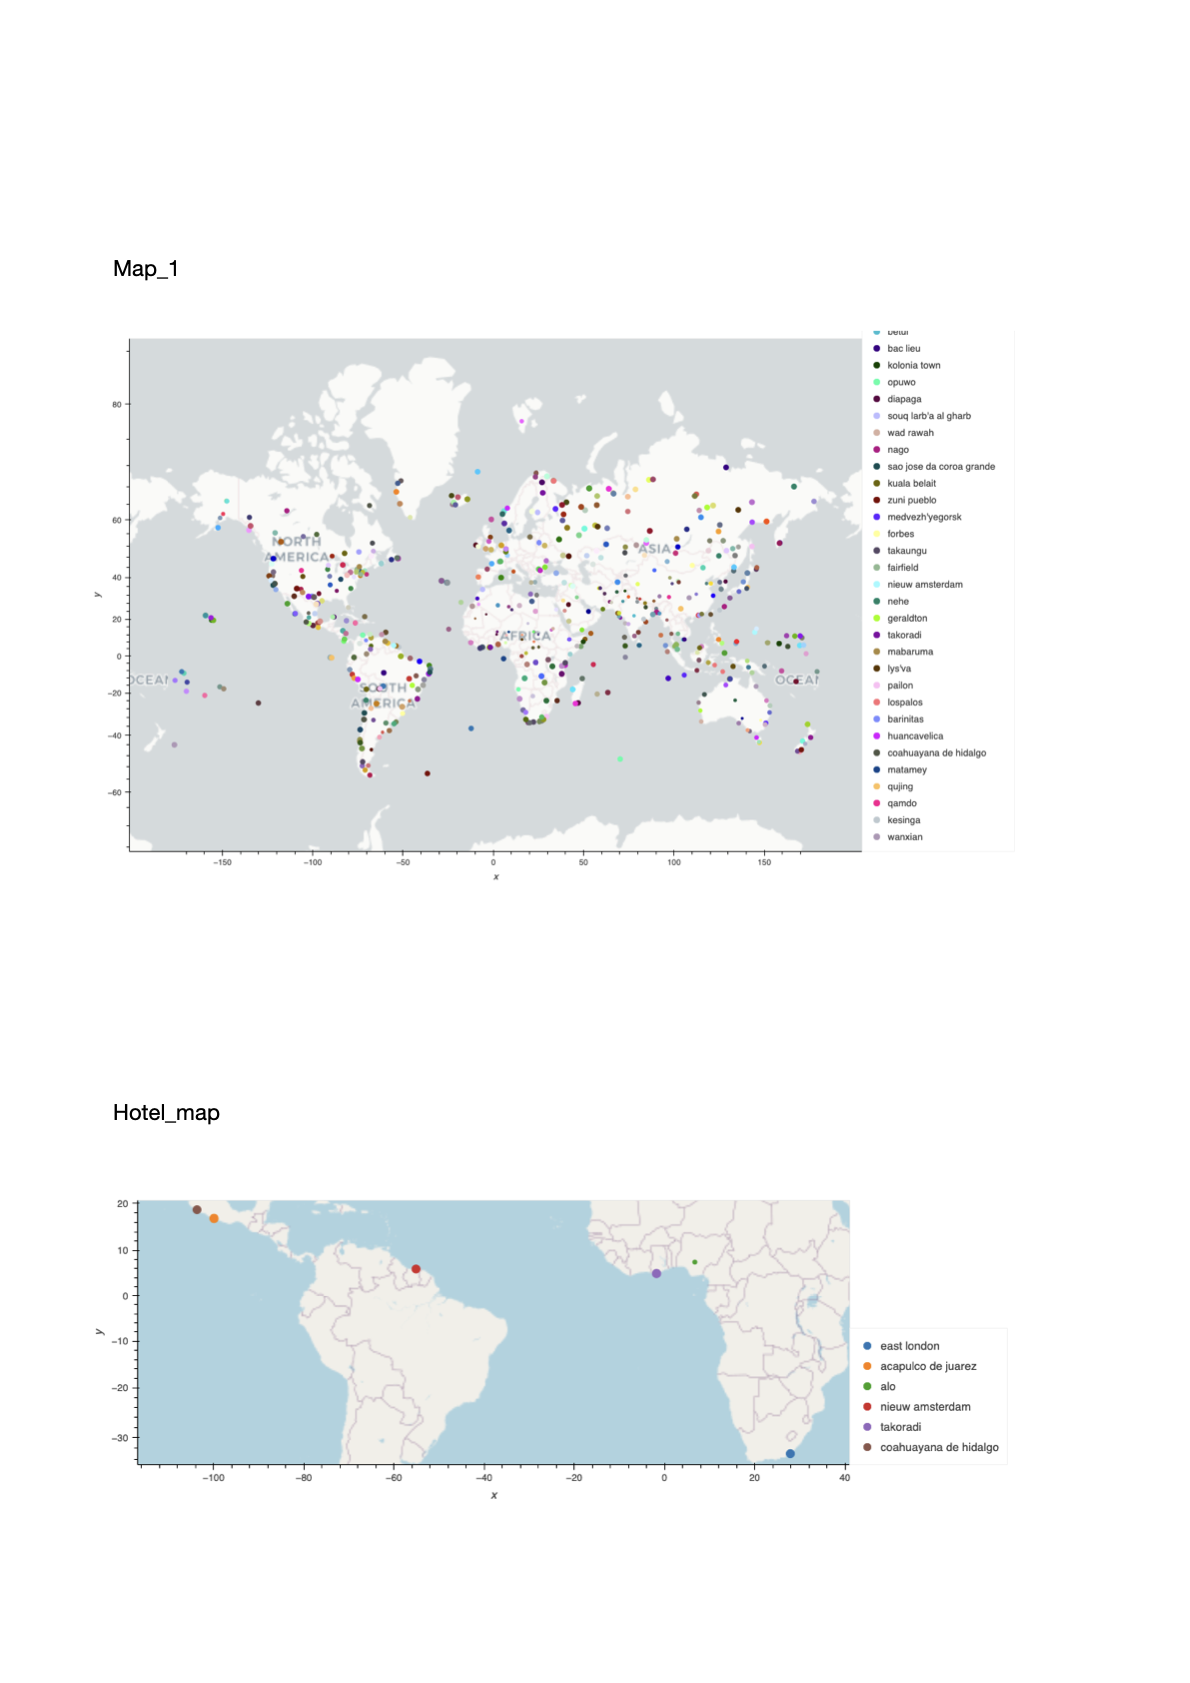 Map_1
betui
bac lieu
kolonia town
opuwo
diapaga
souq larb'a al gharb
wad rawah
nago
sao jose da coroa grande
kuala belait
zuni pueblo
medvezh'yegorsk
forbes
takaungu
fairfield
nieuw amsterdam
nehe
geraldton
takoradi
mabaruma
lys'va
pailon
lospalos
barinitas
huancavelica
coahuayana de hidalgo
matamey
qujing
qamdo
kesinga
wanxian
80
60
40
20
0
−20
−40
−60
y
NORTH
AMERICA
ASIA
AFRICA
OCEAN
SOUTH
AMERICA
OCEAN
−150
−100
−50
0
50
100
150
x
Hotel_map
20
10
0
−10
−20
−30
y
east london
acapulco de juarez
alo
nieuw amsterdam
takoradi
coahuayana de hidalgo
−100
−80
−60
−40
−20
0
20
40
x